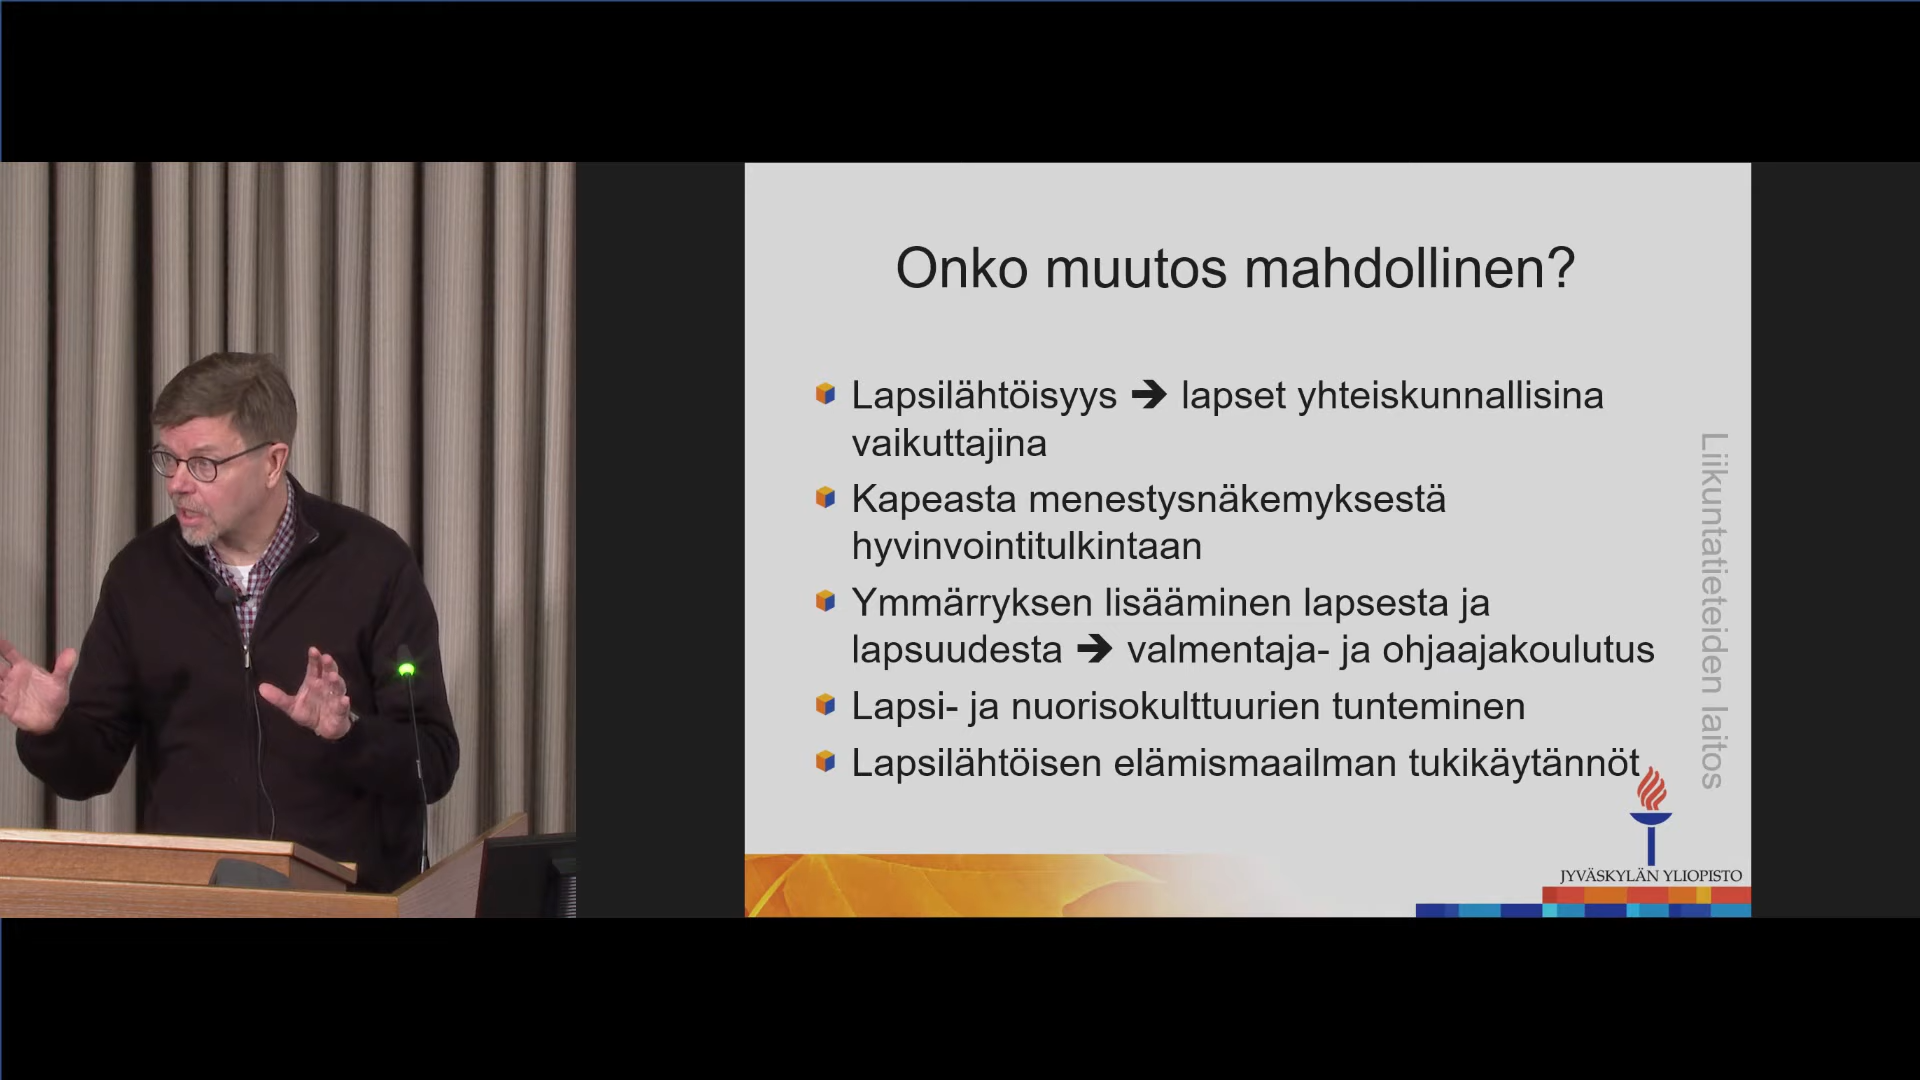 Onko muutos mahdollinen?
Lapsilähtöisyys ➔ lapset yhteiskunnallisina
vaikuttajina
Kapeasta menestysnäkemyksestä
hyvinvointitulkintaan
Ymmärryksen lisääminen lapsesta ja
lapsuudesta ➔ valmentaja- ja ohjaajakoulutus
Lapsi- ja nuorisokulttuurien tunteminen
Lapsilähtöisen elämismaailman tukikäytännöt
Liikuntatieteiden laitos
JYVÄSKYLÄN YLIOPISTO